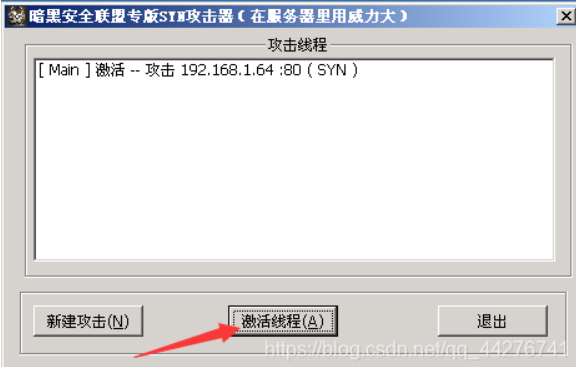 暗黑安全联盟专版SYN攻击器(在服务器里用威力大)
攻击线程
[ Main ] 激活 -- 攻击 192.168.1.64 :80 ( SYN )
新建攻击(N)
激活线程(A)
退出
https://blog.csdn.net/qq_44276741